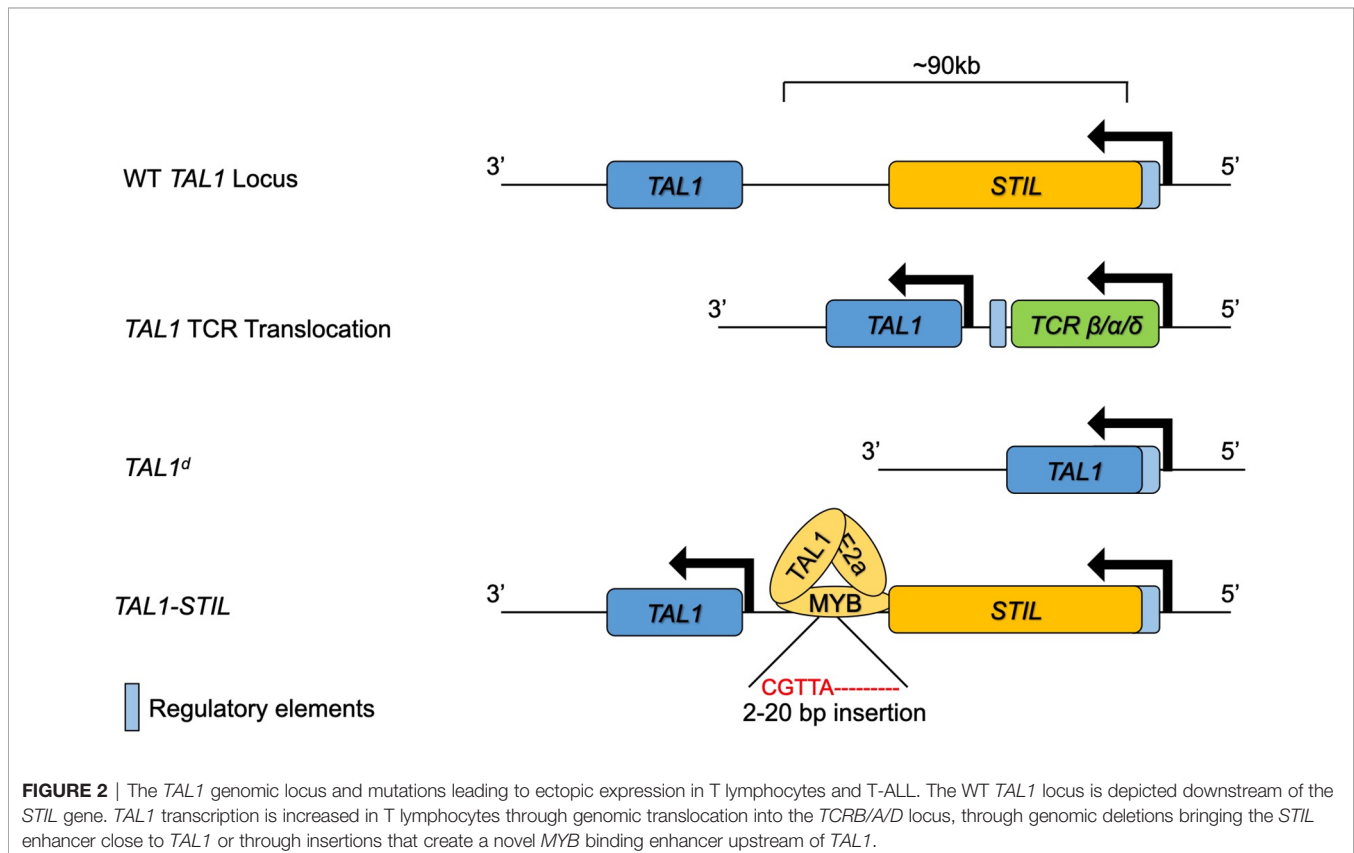 ~90kb
WT TAL1 Locus 3’ TAL1 STIL 5’
TAL1 TCR Translocation 3’ TAL1 TCR β/α/δ 5’
TAL1ᵈ 3’ TAL1 5’
TAL1 E2a
MYB
TAL1-STIL 3’ TAL1 STIL 5’
CGTTA---------
2-20 bp insertion
Regulatory elements
FIGURE 2 | The TAL1 genomic locus and mutations leading to ectopic expression in T lymphocytes and T-ALL. The WT TAL1 locus is depicted downstream of the
STIL gene. TAL1 transcription is increased in T lymphocytes through genomic translocation into the TCRB/A/D locus, through genomic deletions bringing the STIL
enhancer close to TAL1 or through insertions that create a novel MYB binding enhancer upstream of TAL1.